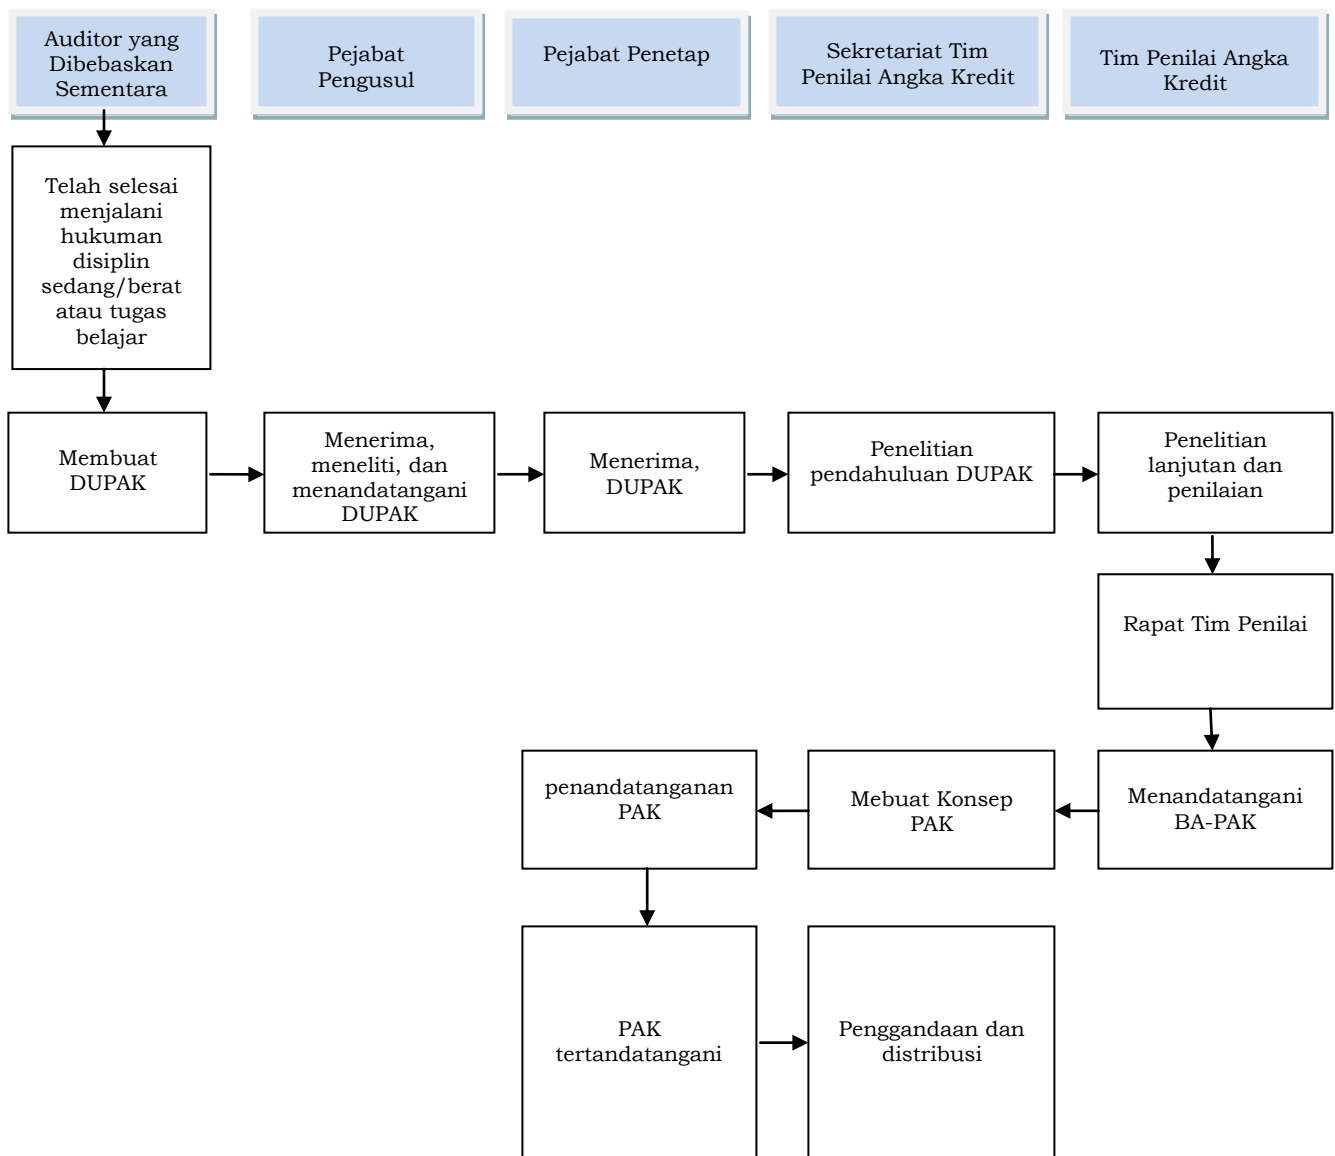 Auditor yang
Dibebaskan
Sementara
Pejabat
Pengusul
Pejabat Penetap
Sekretariat Tim
Penilai Angka Kredit
Tim Penilai Angka
Kredit
Telah selesai
menjalani
hukuman
disiplin
sedang/berat
atau tugas
belajar
Membuat
DUPAK
Menerima,
meneliti, dan
menandatangani
DUPAK
Menerima,
DUPAK
Penelitian
pendahuluan DUPAK
Penelitian
lanjutan dan
penilaian
Rapat Tim Penilai
penandatanganan
PAK
Mebuat Konsep
PAK
Menandatangani
BA-PAK
PAK
tertandatangani
Penggandaan dan
distribusi